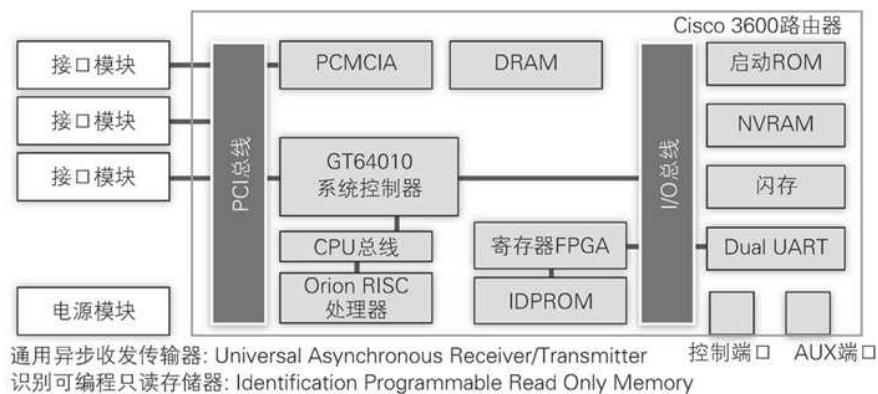 Cisco 3600路由器
接口模块
接口模块
接口模块
电源模块
PCI总线
PCMCIA
DRAM
GT64010
系统控制器
CPU总线
Orion RISC
处理器
寄存器FPGA
IDPROM
I/O总线
启动ROM
NVRAM
闪存
Dual UART
控制端口
AUX端口
通用异步收发传输器: Universal Asynchronous Receiver/Transmitter
识别可编程只读存储器: Identification Programmable Read Only Memory